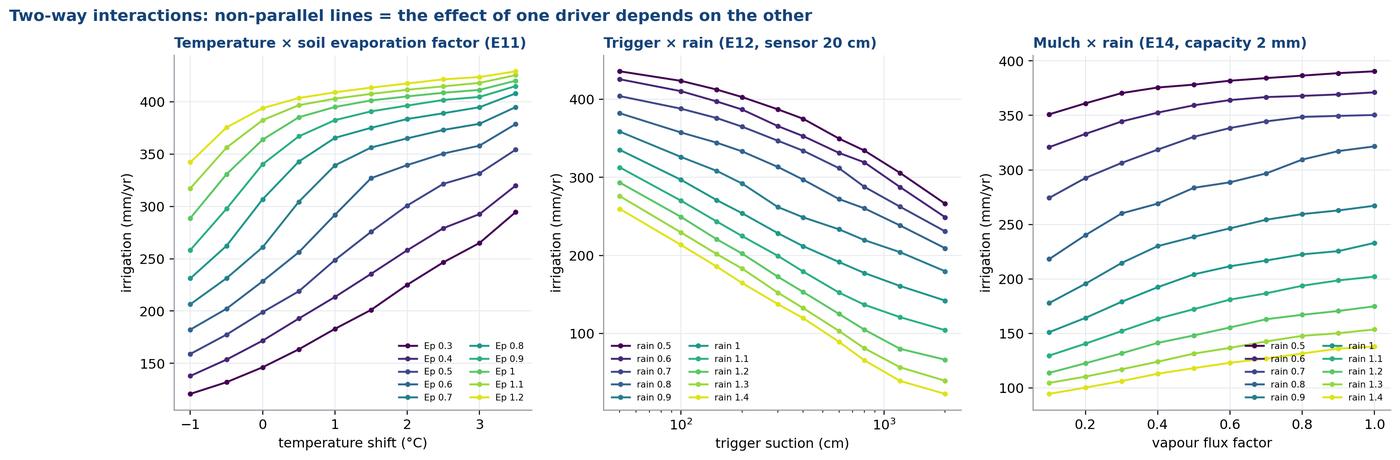 Two-way interactions: non-parallel lines = the effect of one driver depends on the other
Temperature × soil evaporation factor (E11)
irrigation (mm/yr)
400
350
300
250
200
150
Ep 0.3
Ep 0.4
Ep 0.5
Ep 0.6
Ep 0.7
Ep 0.8
Ep 0.9
Ep 1
Ep 1.1
Ep 1.2
−1
0
1
2
3
temperature shift (°C)
Trigger × rain (E12, sensor 20 cm)
irrigation (mm/yr)
400
300
200
100
rain 0.5
rain 0.6
rain 0.7
rain 0.8
rain 0.9
rain 1
rain 1.1
rain 1.2
rain 1.3
rain 1.4
10²
10³
trigger suction (cm)
Mulch × rain (E14, capacity 2 mm)
irrigation (mm/yr)
400
350
300
250
200
150
100
rain 0.5
rain 0.6
rain 0.7
rain 0.8
rain 0.9
rain 1
rain 1.1
rain 1.2
rain 1.3
rain 1.4
0.2
0.4
0.6
0.8
1.0
vapour flux factor